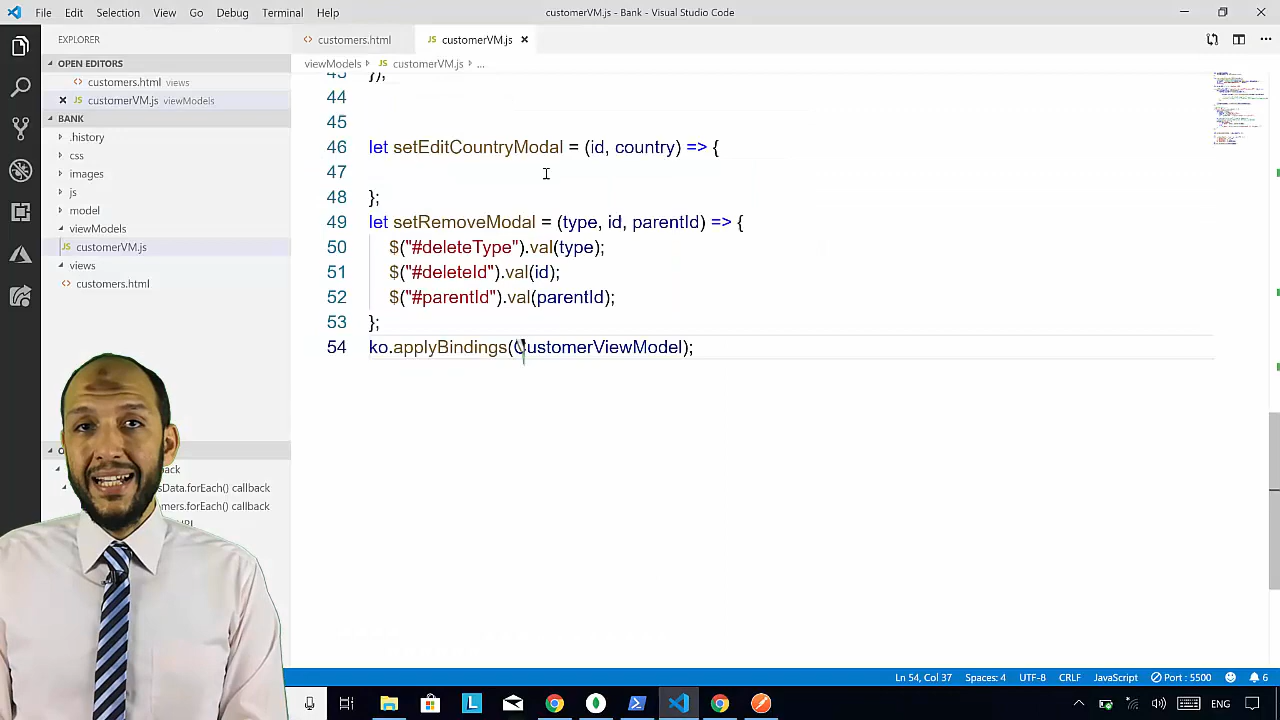 File Edit Selection View Go Debug Terminal Help customerVM.js - Bank - Visual Studio Code
EXPLORER
OPEN EDITORS
customers.html views
JS customerVM.js viewModels
BANK
.history
css
images
js
model
viewModels
JS customerVM.js
views
customers.html
callback
sData.forEach() callback
mers.forEach() callback
customers.html JS customerVM.js
viewModels JS customerVM.js ...
43 });
44
45
46 let setEditCountryModal = (id, country) => {
47
48 };
49 let setRemoveModal = (type, id, parentId) => {
50 $("#deleteType").val(type);
51 $("#deleteId").val(id);
52 $("#parentId").val(parentId);
53 };
54 ko.applyBindings(CustomerViewModel);
Ln 54, Col 37 Spaces: 4 UTF-8 CRLF JavaScript Port : 5500 6
L ENG